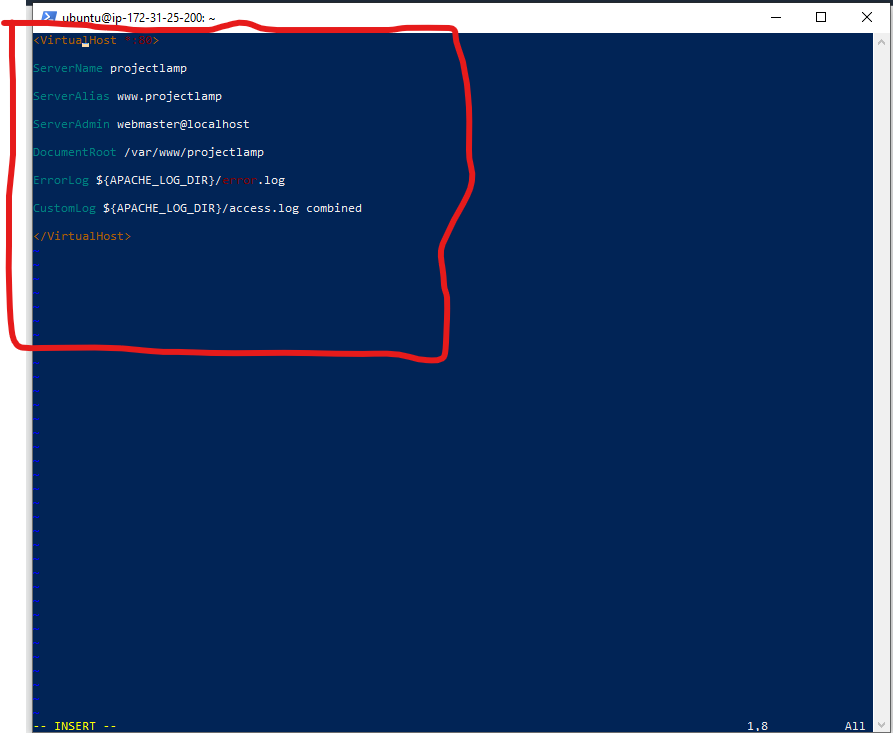 ubuntu@ip-172-31-25-200: ~
<VirtualHost *:80>
ServerName projectlamp
ServerAlias www.projectlamp
ServerAdmin webmaster@localhost
DocumentRoot /var/www/projectlamp
ErrorLog ${APACHE_LOG_DIR}/error.log
CustomLog ${APACHE_LOG_DIR}/access.log combined
</VirtualHost>
-- INSERT -- 1,8 All